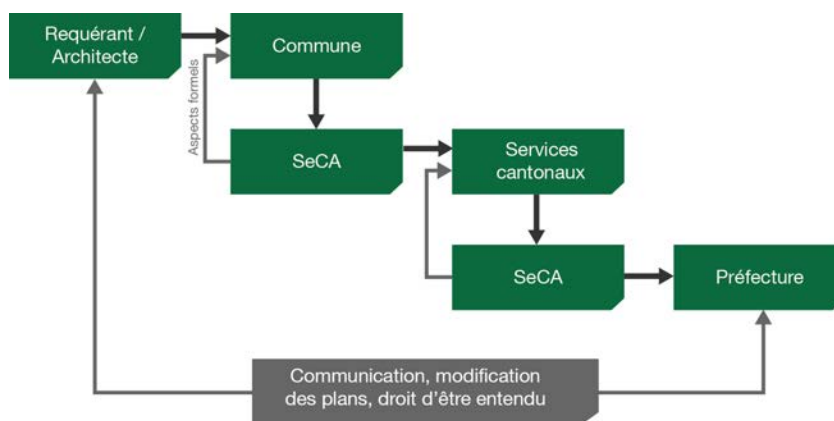 Requérant /
Architecte
Commune
Aspects formels
SeCA
Services
cantonaux
SeCA
Préfecture
Communication, modification
des plans, droit d'être entendu